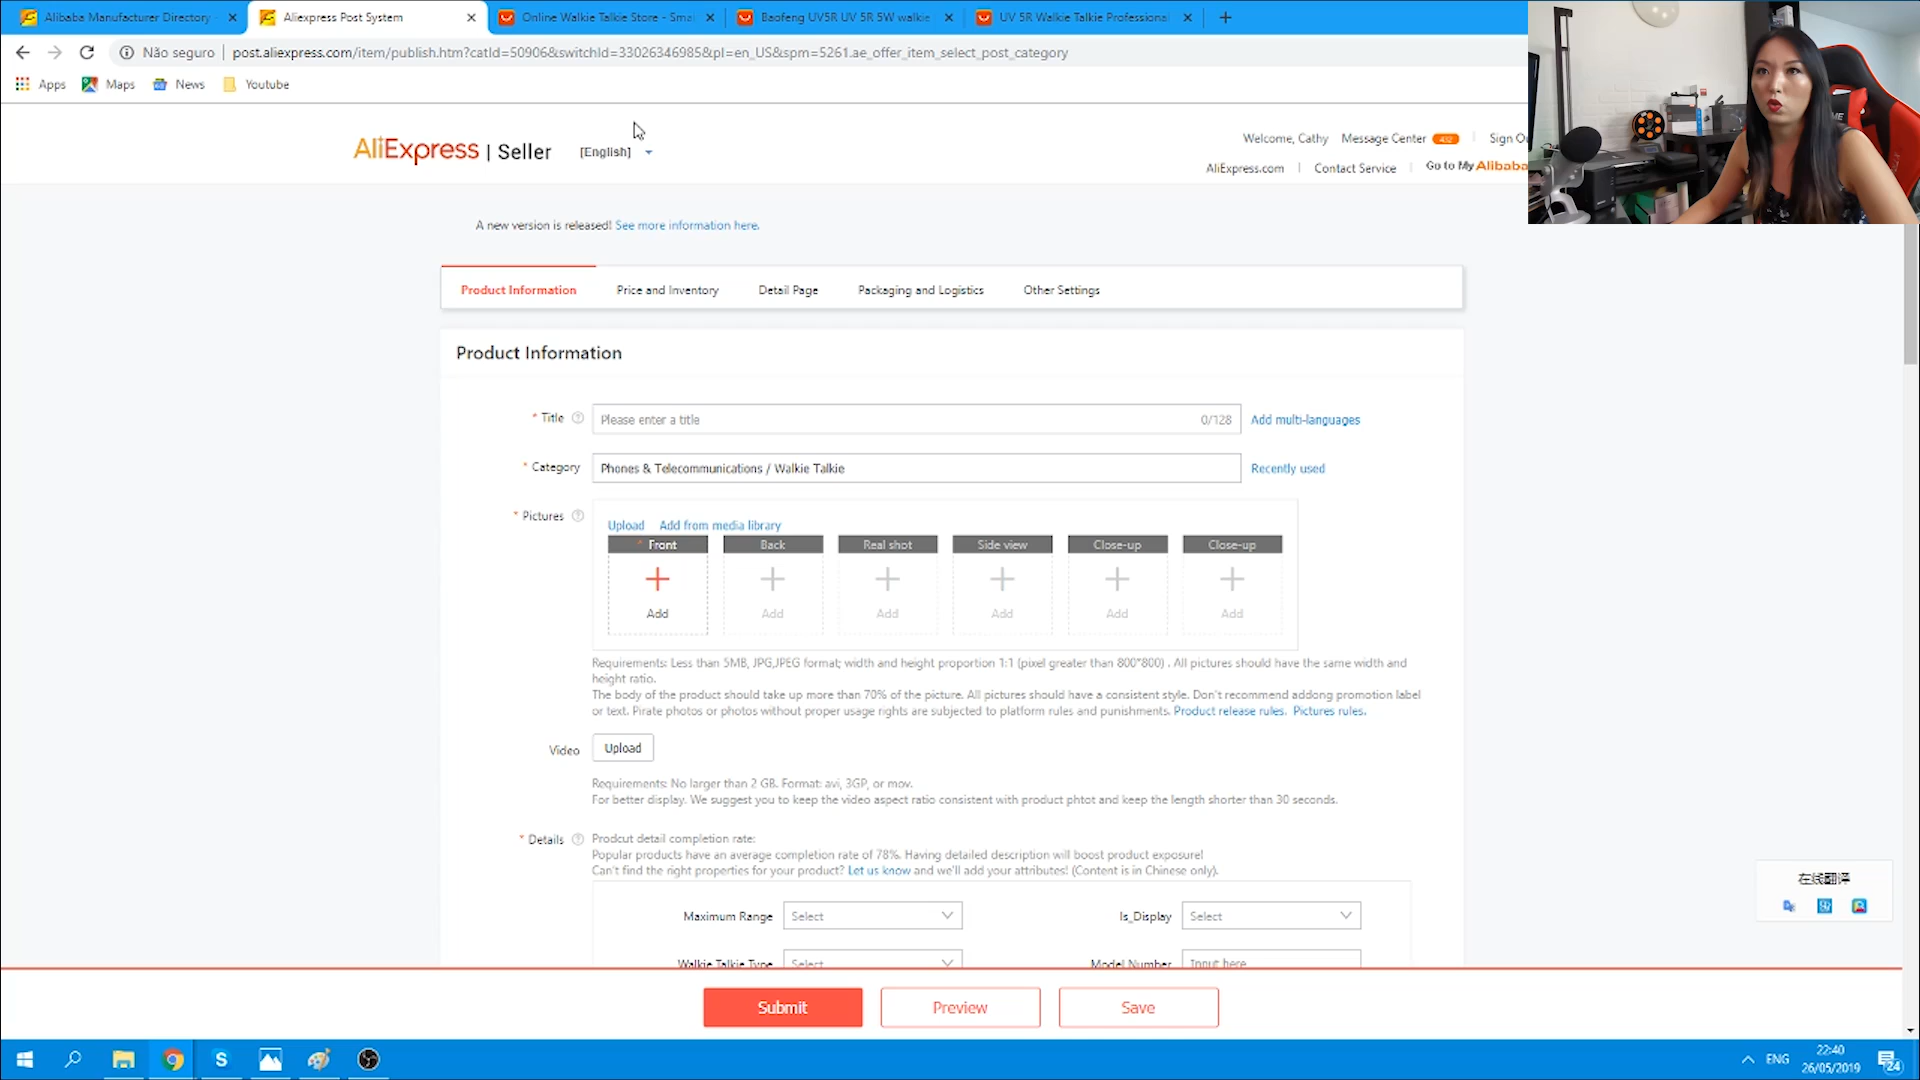 Alibaba Manufacturer Directory
Aliexpress Post System
Online Walkie Talkie Store - Smal
Baofeng UV5R UV 5R 5W walkie
UV 5R Walkie Talkie Professional
Não seguro
post.aliexpress.com/item/publish.htm?catId=50906&switchId=33026346985&pl=en_US&spm=5261.ae_offer_item_select_post_category
Apps
Maps
News
Youtube
AliExpress | Seller
[English]
Welcome, Cathy
Message Center
432
Sign Ou
AliExpress.com
Contact Service
Go to My Alibaba
A new version is released! See more information here.
Product Information
Price and Inventory
Detail Page
Packaging and Logistics
Other Settings
Product Information
* Title
Please enter a title
0/128
Add multi-languages
* Category
Phones & Telecommunications / Walkie Talkie
Recently used
* Pictures
Upload
Add from media library
* Front
Back
Real shot
Side view
Close-up
Close-up
Add
Add
Add
Add
Add
Add
Requirements: Less than 5MB, JPG,JPEG format; width and height proportion 1:1 (pixel greater than 800*800) . All pictures should have the same width and
height ratio.
The body of the product should take up more than 70% of the picture. All pictures should have a consistent style. Don't recommend addong promotion label
or text. Pirate photos or photos without proper usage rights are subjected to platform rules and punishments. Product release rules. Pictures rules.
Video
Upload
Requirements: No larger than 2 GB. Format: avi, 3GP, or mov.
For better display. We suggest you to keep the video aspect ratio consistent with product phtot and keep the length shorter than 30 seconds.
* Details
Prodcut detail completion rate:
Popular products have an average completion rate of 78%. Having detailed description will boost product exposure!
Can't find the right properties for your product? Let us know and we'll add your attributes! (Content is in Chinese only).
Maximum Range
Select
Is_Display
Select
Walkie Talkie Type
Select
Model Number
Input here
在线翻译
Submit
Preview
Save
ENG
22:40
26/05/2019
24